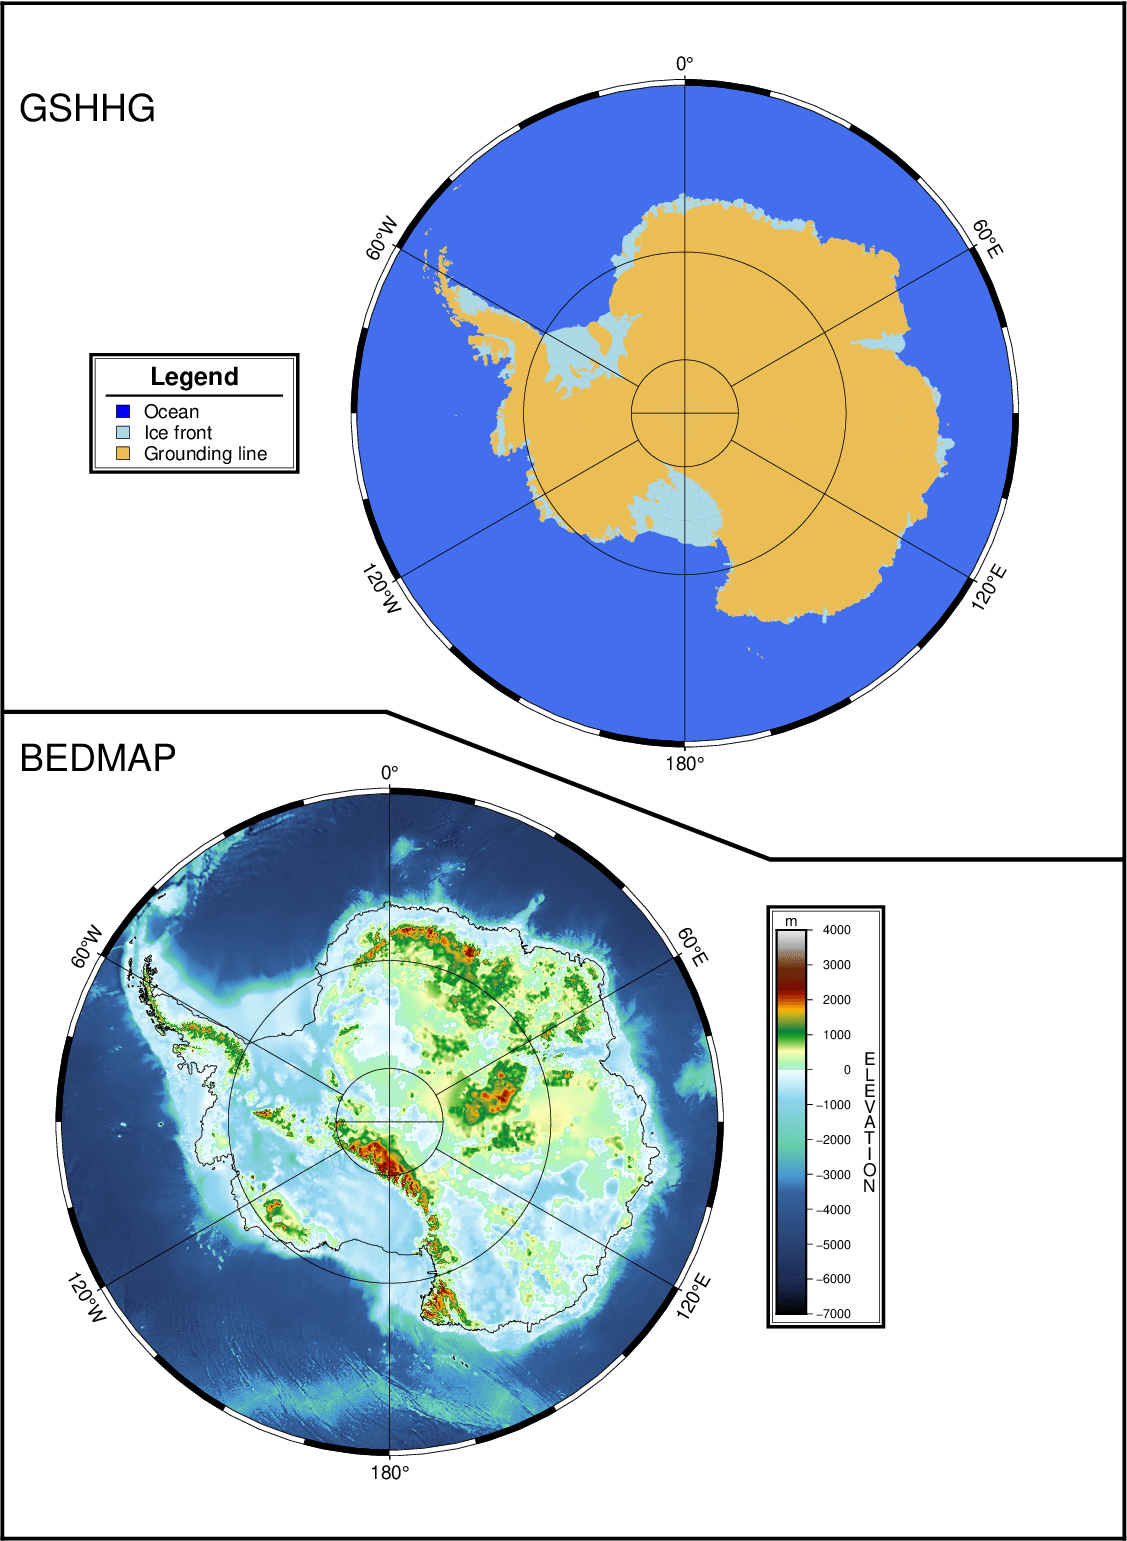 0°
GSHHG
60°W
60°E
Legend
Ocean
Ice front
Grounding line
120°W
120°E
180°
BEDMAP
0°
60°W
60°E
m
4000
3000
2000
1000
0
−1000
−2000
−3000
−4000
−5000
−6000
−7000
ELEVATION
120°W
120°E
180°